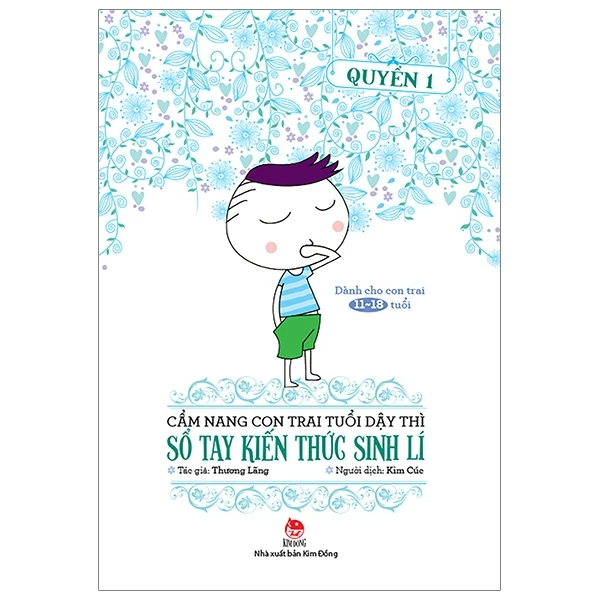 QUYỂN 1
Dành cho con trai
11-18 tuổi
CẨM NANG CON TRAI TUỔI DẬY THÌ
SỔ TAY KIẾN THỨC SINH LÍ
Tác giả: Thương Lãng
Người dịch: Kim Cúc
KIM ĐỒNG
Nhà xuất bản Kim Đồng